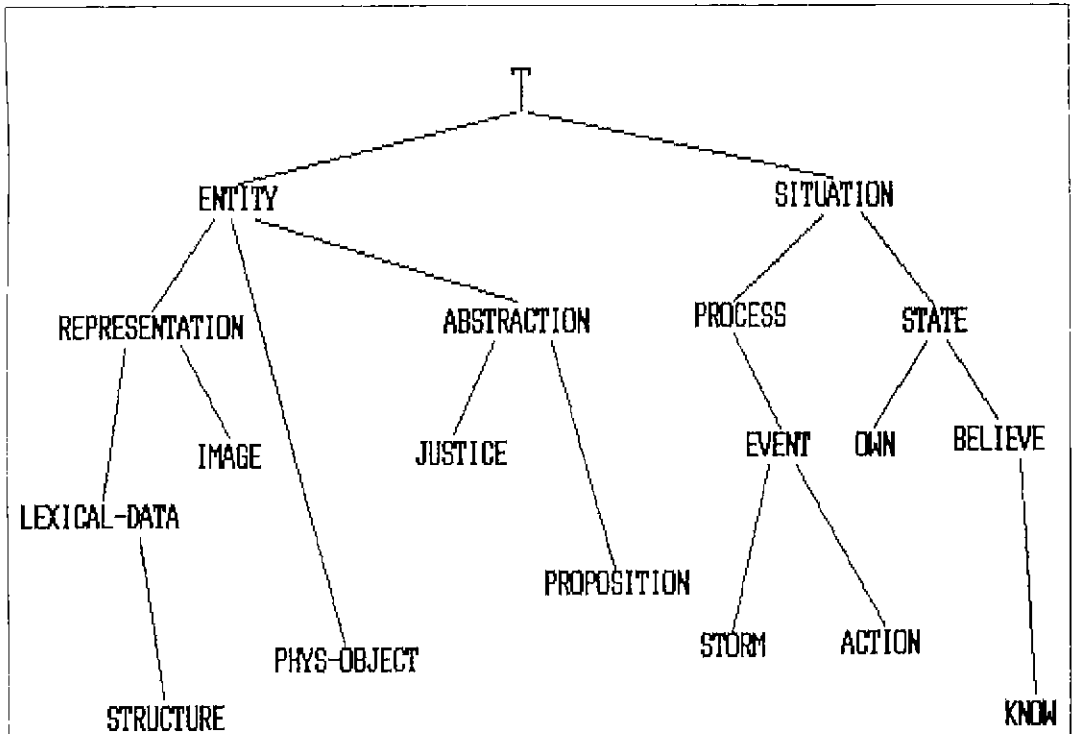 T
ENTITY SITUATION
REPRESENTATION ABSTRACTION PROCESS STATE
IMAGE JUSTICE EVENT OWN BELIEVE
LEXICAL-DATA
PROPOSITION
STORM ACTION
PHYS-OBJECT
STRUCTURE KNOW